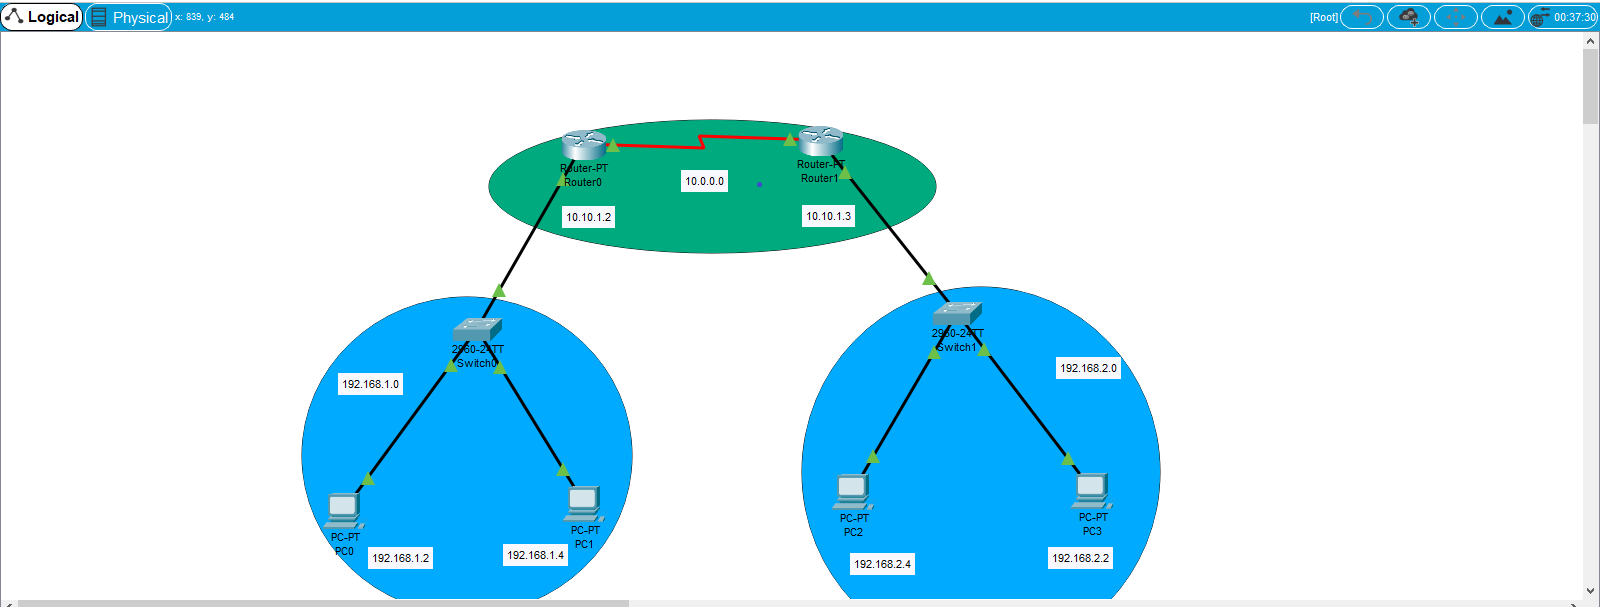 Logical
Physical
x: 839, y: 484
[Root]
00:37:30
Router-PT
Router0
Router-PT
Router1
10.0.0.0
10.10.1.2
10.10.1.3
2960-24TT
Switch0
2960-24TT
Switch1
192.168.1.0
192.168.2.0
PC-PT
PC0
PC-PT
PC1
PC-PT
PC2
PC-PT
PC3
192.168.1.2
192.168.1.4
192.168.2.4
192.168.2.2